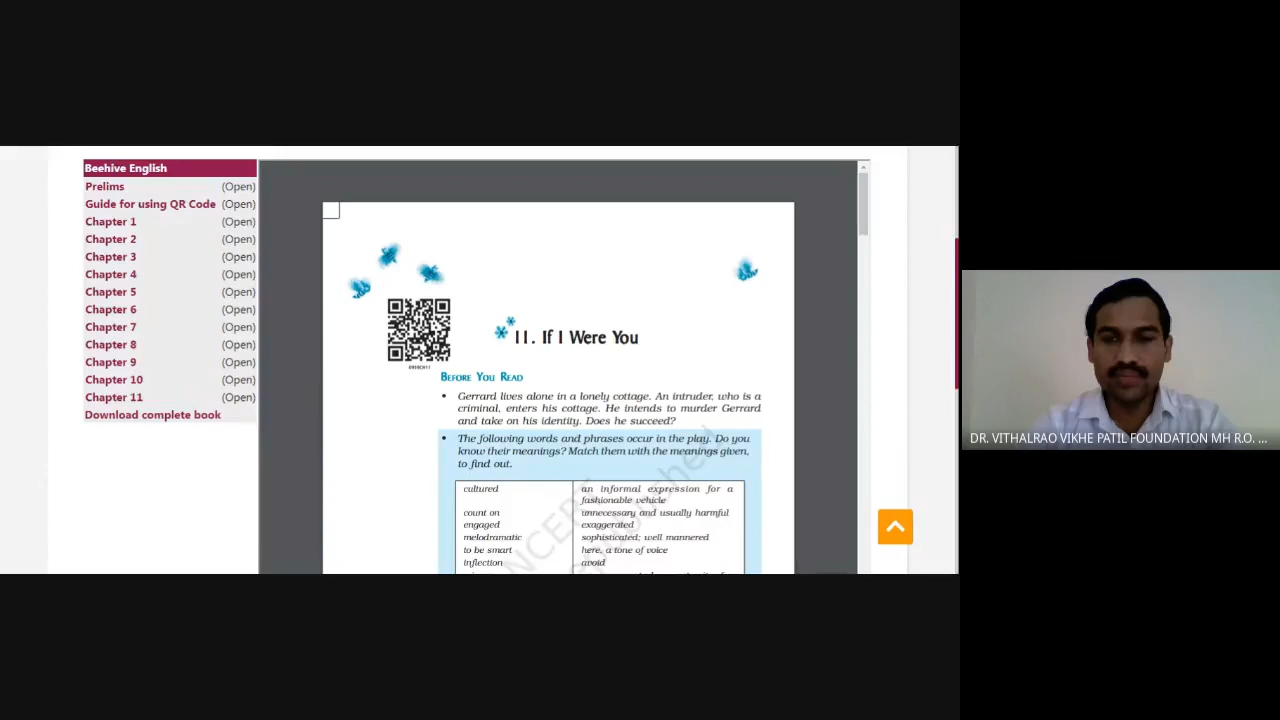 Beehive English
Prelims (Open)
Guide for using QR Code (Open)
Chapter 1 (Open)
Chapter 2 (Open)
Chapter 3 (Open)
Chapter 4 (Open)
Chapter 5 (Open)
Chapter 6 (Open)
Chapter 7 (Open)
Chapter 8 (Open)
Chapter 9 (Open)
Chapter 10 (Open)
Chapter 11 (Open)
Download complete book
0959CH11
11. If I Were You
BEFORE YOU READ
• Gerrard lives alone in a lonely cottage. An intruder, who is a
criminal, enters his cottage. He intends to murder Gerrard
and take on his identity. Does he succeed?
• The following words and phrases occur in the play. Do you
know their meanings? Match them with the meanings given,
to find out.
cultured an informal expression for a
fashionable vehicle
count on unnecessary and usually harmful
engaged exaggerated
melodramatic sophisticated; well mannered
to be smart here, a tone of voice
inflection avoid
DR. VITHALRAO VIKHE PATIL FOUNDATION MH R.O. ...